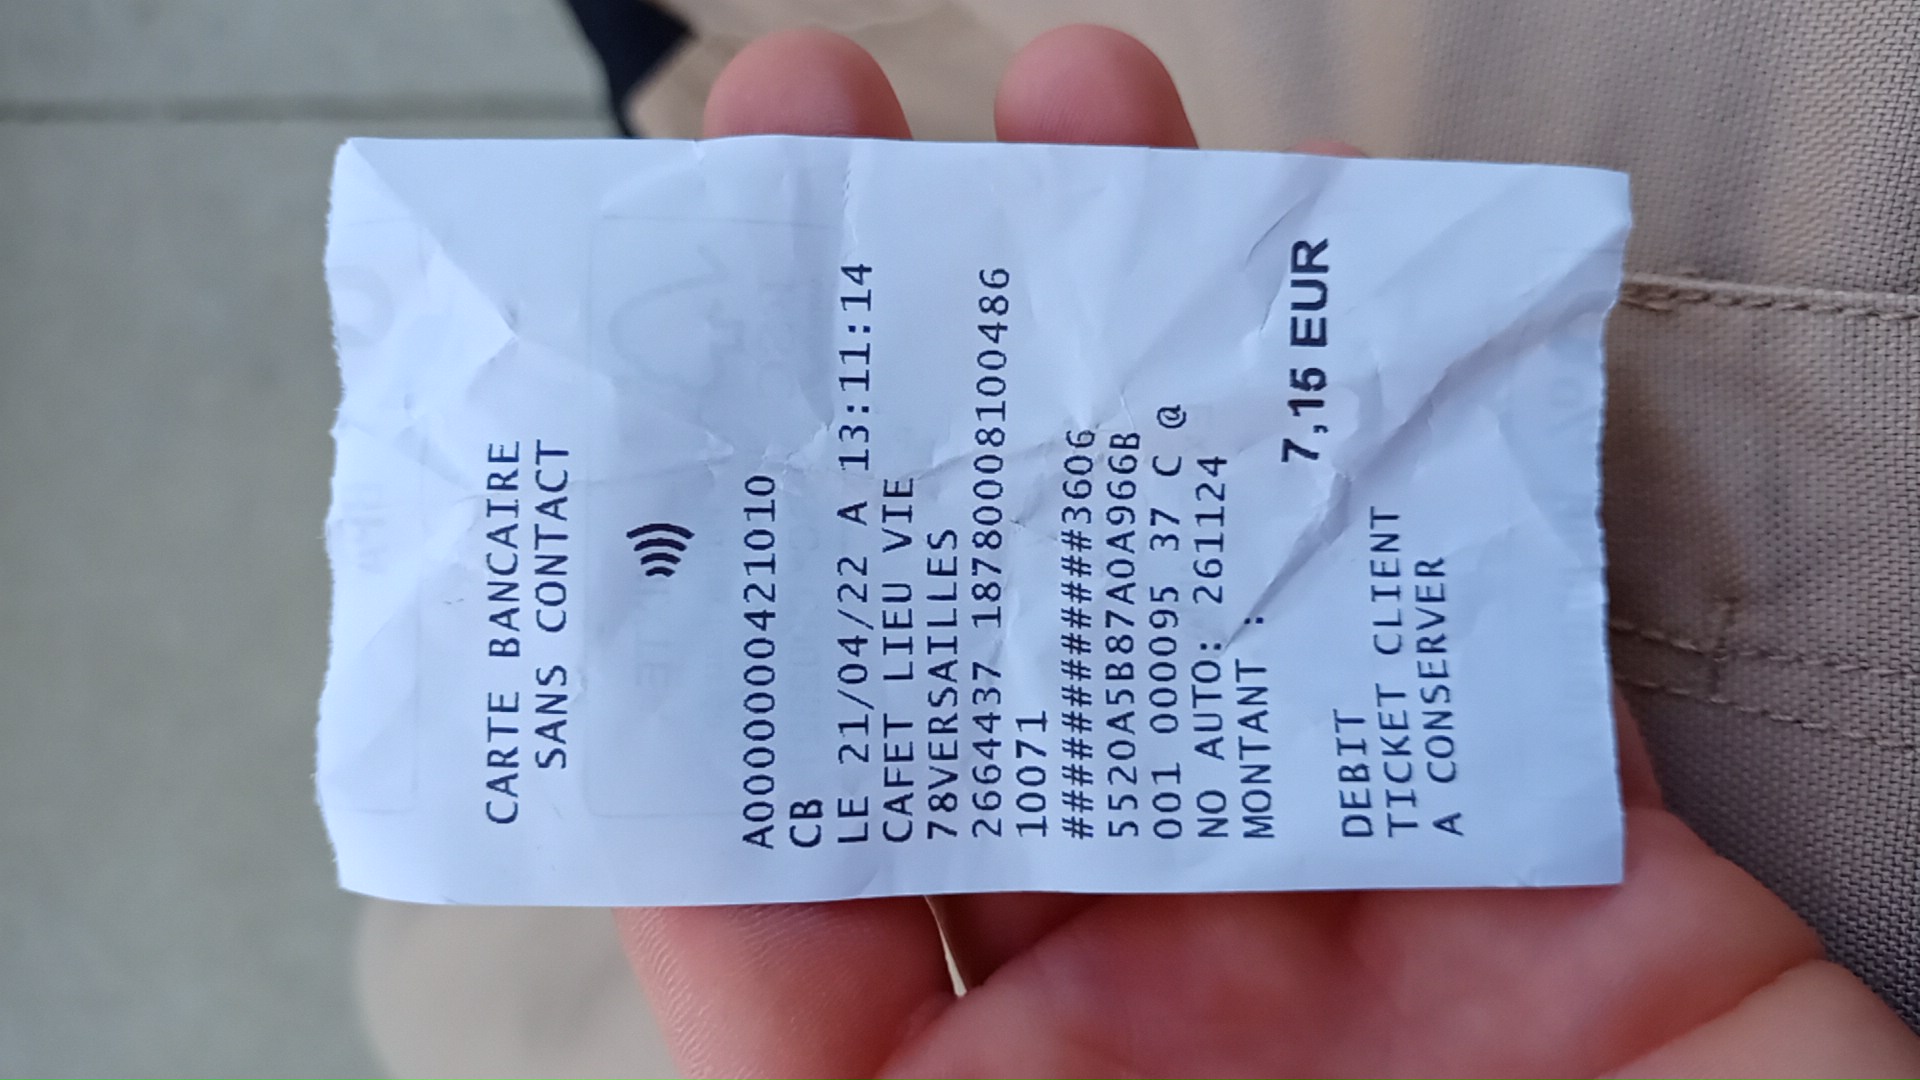 CARTE BANCAIRE
SANS CONTACT
A0000000421010
CB
LE 21/04/22 A 13:11:14
CAFET LIEU VIE
78VERSAILLES
2664437 18780008100486
10071
############3606
5520A5B87A0A966B
001 000095 37 C @
NO AUTO: 261124
MONTANT :
7,15 EUR
DEBIT
TICKET CLIENT
A CONSERVER